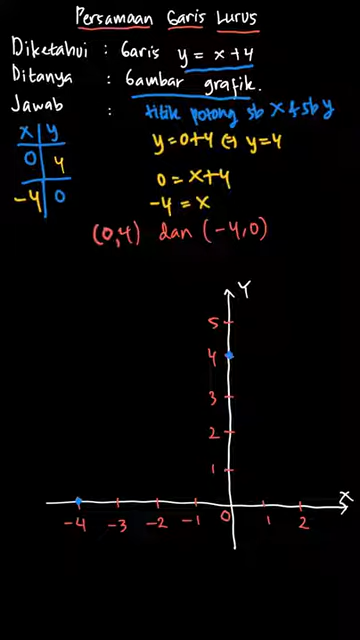 Persamaan Garis Lurus
Diketahui : Garis y = x+4
Ditanya : Gambar grafik.
Jawab : titik potong sb X & sb y
x y
0 4
-4 0
y = 0+4 ⇔ y = 4
0 = x+4
-4 = x
(0,4) dan (-4,0)
Y
5
4
3
2
1
X
-4 -3 -2 -1 0 1 2